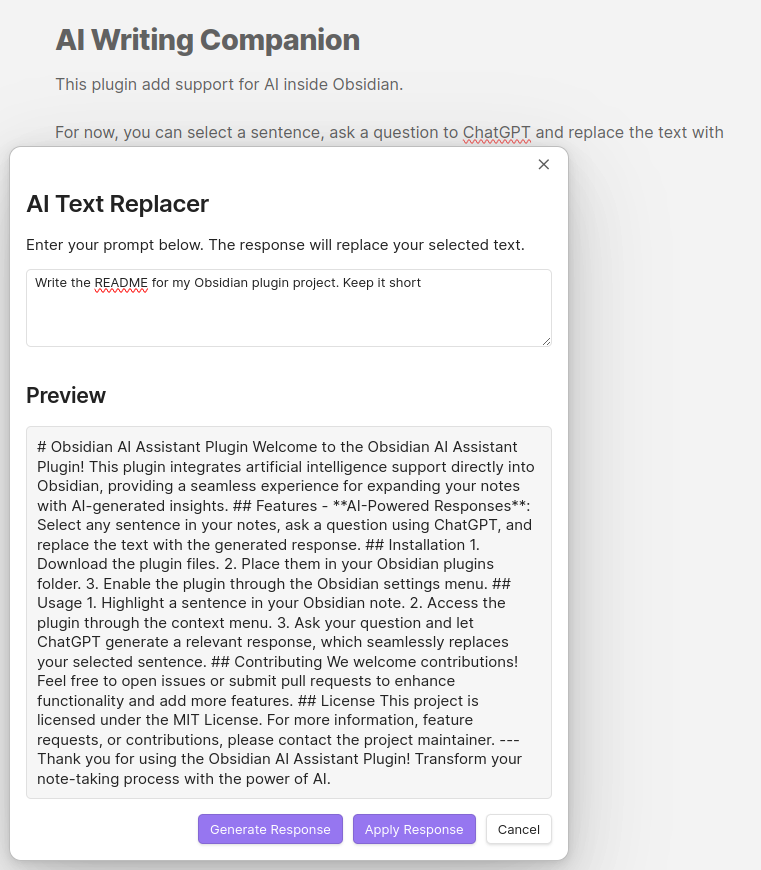 AI Writing Companion
This plugin add support for AI inside Obsidian.
For now, you can select a sentence, ask a question to ChatGPT and replace the text with
AI Text Replacer
Enter your prompt below. The response will replace your selected text.
Write the README for my Obsidian plugin project. Keep it short
Preview
# Obsidian AI Assistant Plugin Welcome to the Obsidian AI Assistant
Plugin! This plugin integrates artificial intelligence support directly into
Obsidian, providing a seamless experience for expanding your notes
with AI-generated insights. ## Features - **AI-Powered Responses**:
Select any sentence in your notes, ask a question using ChatGPT, and
replace the text with the generated response. ## Installation 1.
Download the plugin files. 2. Place them in your Obsidian plugins
folder. 3. Enable the plugin through the Obsidian settings menu. ##
Usage 1. Highlight a sentence in your Obsidian note. 2. Access the
plugin through the context menu. 3. Ask your question and let
ChatGPT generate a relevant response, which seamlessly replaces
your selected sentence. ## Contributing We welcome contributions!
Feel free to open issues or submit pull requests to enhance
functionality and add more features. ## License This project is
licensed under the MIT License. For more information, feature
requests, or contributions, please contact the project maintainer. ---
Thank you for using the Obsidian AI Assistant Plugin! Transform your
note-taking process with the power of AI.
Generate Response
Apply Response
Cancel